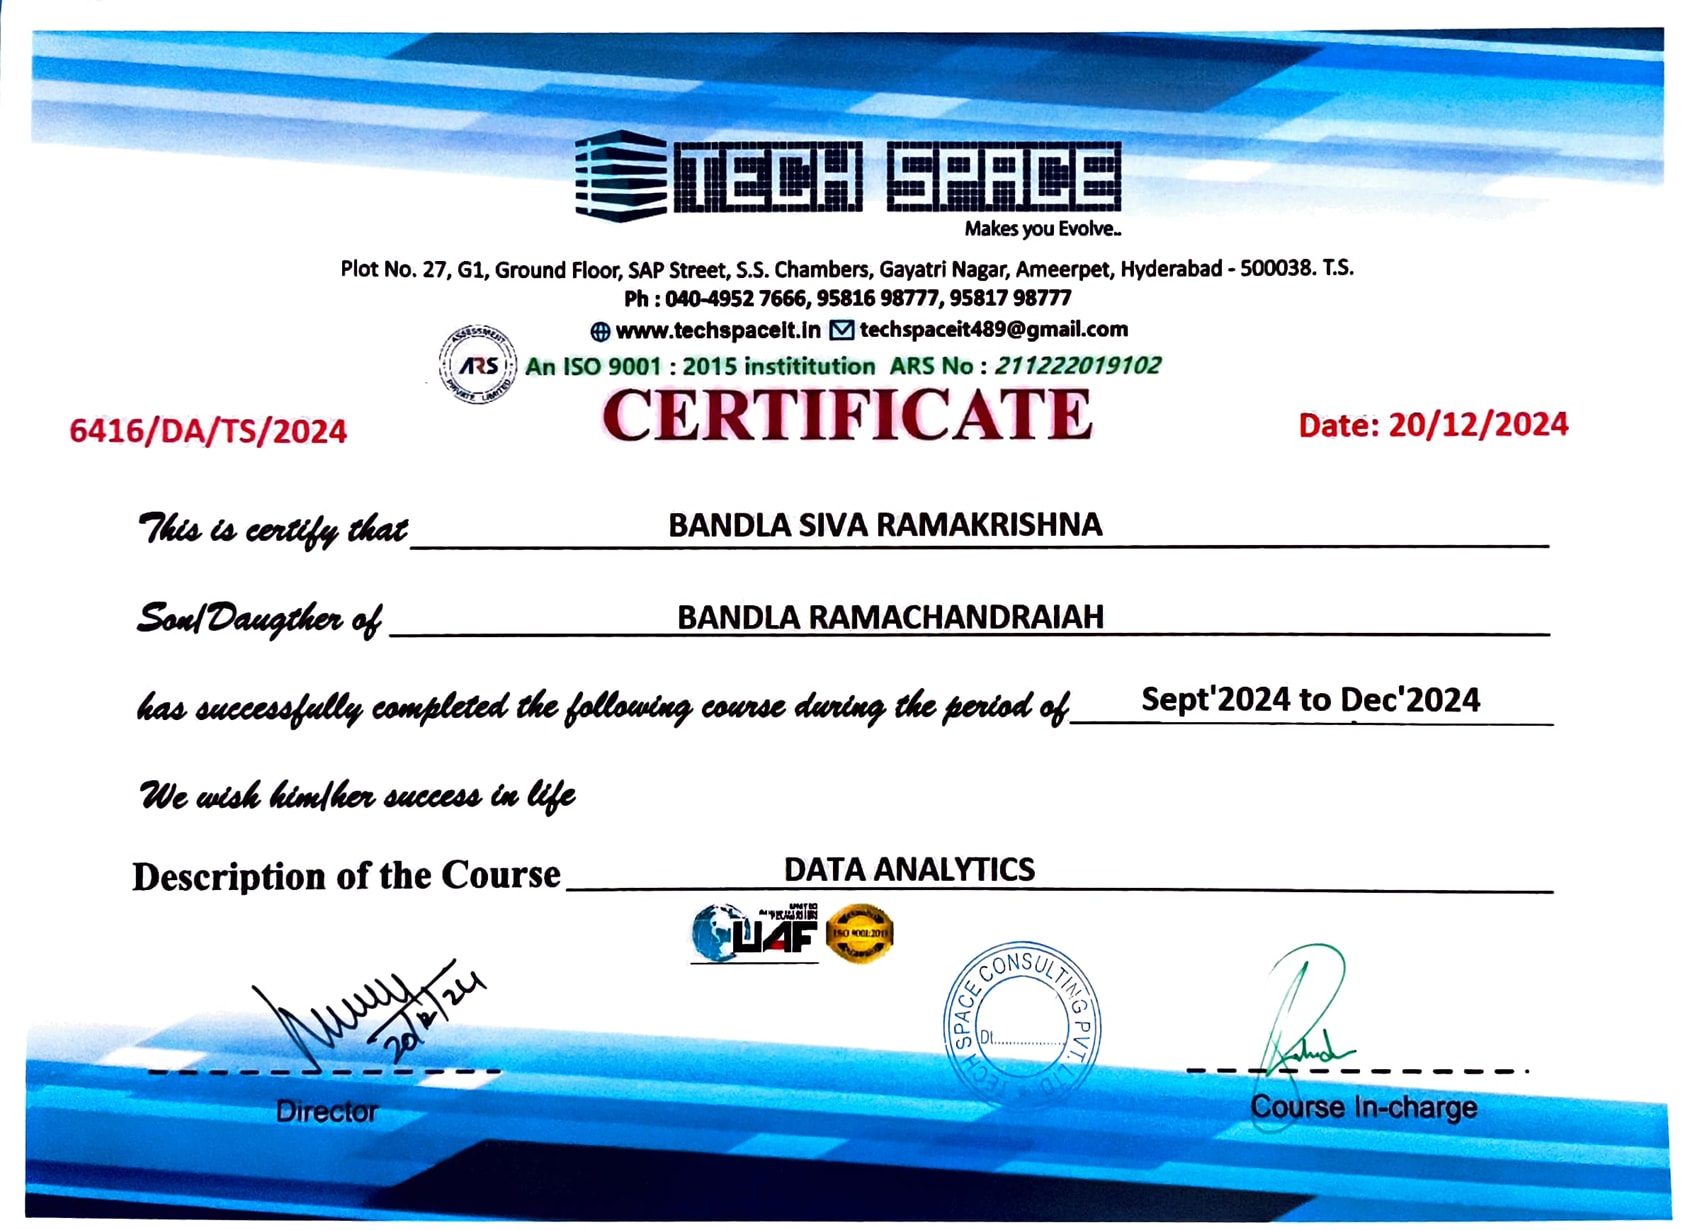 TECH SPACE
Makes you Evolve..
Plot No. 27, G1, Ground Floor, SAP Street, S.S. Chambers, Gayatri Nagar, Ameerpet, Hyderabad - 500038. T.S.
Ph : 040-4952 7666, 95816 98777, 95817 98777
www.techspaceit.in techspaceit489@gmail.com
ASSESSMENT
ARS
PRIVATE LIMITED
An ISO 9001 : 2015 instititution ARS No : 211222019102
CERTIFICATE
6416/DA/TS/2024
Date: 20/12/2024
This is certify that BANDLA SIVA RAMAKRISHNA
Son/Daugther of BANDLA RAMACHANDRAIAH
has successfully completed the following course during the period of Sept'2024 to Dec'2024
We wish him/her success in life
Description of the Course DATA ANALYTICS
UNITED
UAF
ISO 9001:2015
20/12/24
TECH SPACE CONSULTING PVT. LTD.
Dt..................
Director
Course In-charge